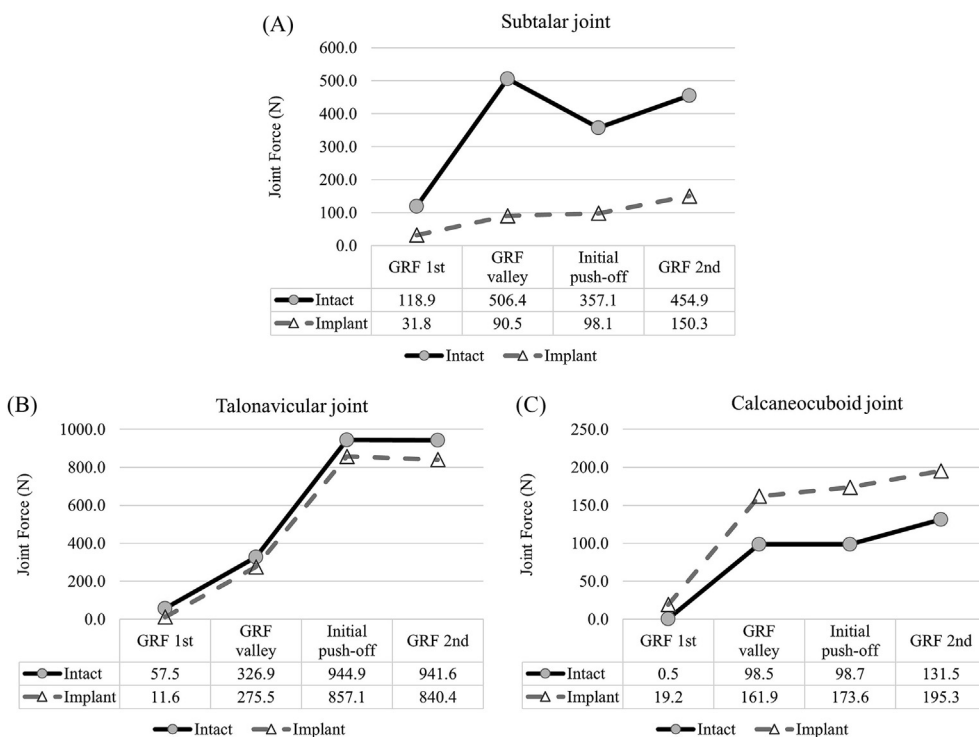 (A)
Subtalar joint
Joint Force (N)
600.0
500.0
400.0
300.0
200.0
100.0
0.0
GRF 1st GRF valley Initial push-off GRF 2nd
Intact 118.9 506.4 357.1 454.9
Implant 31.8 90.5 98.1 150.3
Intact Implant
(B)
Talonavicular joint
Joint Force (N)
1000.0
800.0
600.0
400.0
200.0
0.0
GRF 1st GRF valley Initial push-off GRF 2nd
Intact 57.5 326.9 944.9 941.6
Implant 11.6 275.5 857.1 840.4
Intact Implant
(C)
Calcaneocuboid joint
Joint Force (N)
250.0
200.0
150.0
100.0
50.0
0.0
GRF 1st GRF valley Initial push-off GRF 2nd
Intact 0.5 98.5 98.7 131.5
Implant 19.2 161.9 173.6 195.3
Intact Implant